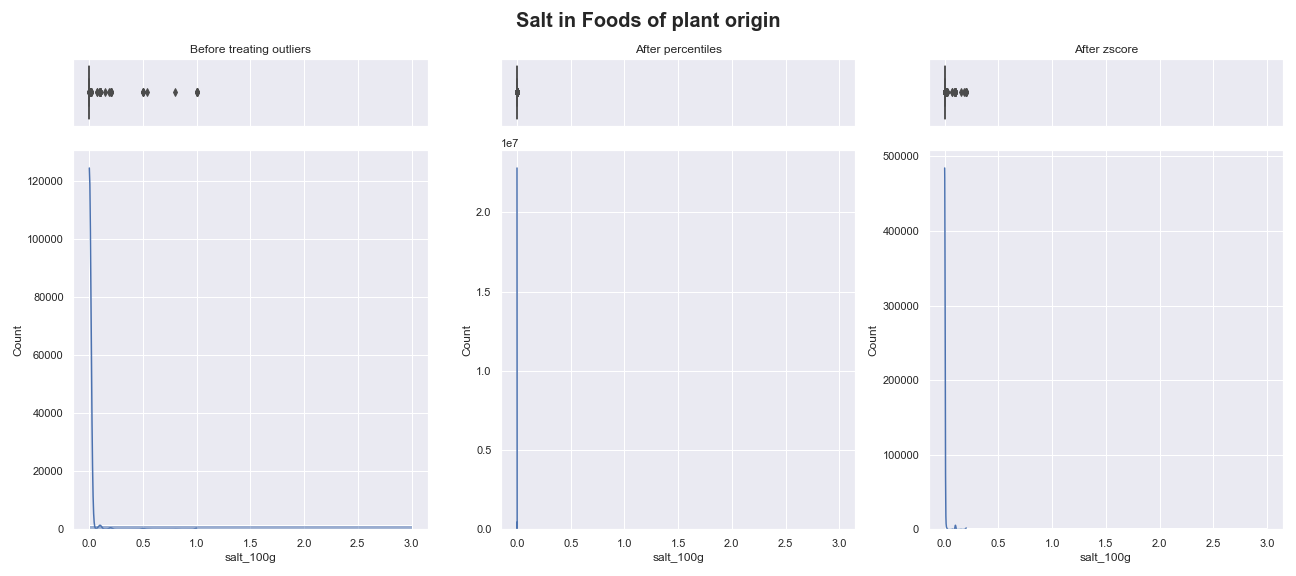 Salt in Foods of plant origin
Before treating outliers
After percentiles
After zscore
1e7
120000
100000
80000
60000
40000
20000
0
Count
0.0 0.5 1.0 1.5 2.0 2.5 3.0
salt_100g
2.0
1.5
1.0
0.5
0.0
Count
0.0 0.5 1.0 1.5 2.0 2.5 3.0
salt_100g
500000
400000
300000
200000
100000
0
Count
0.0 0.5 1.0 1.5 2.0 2.5 3.0
salt_100g